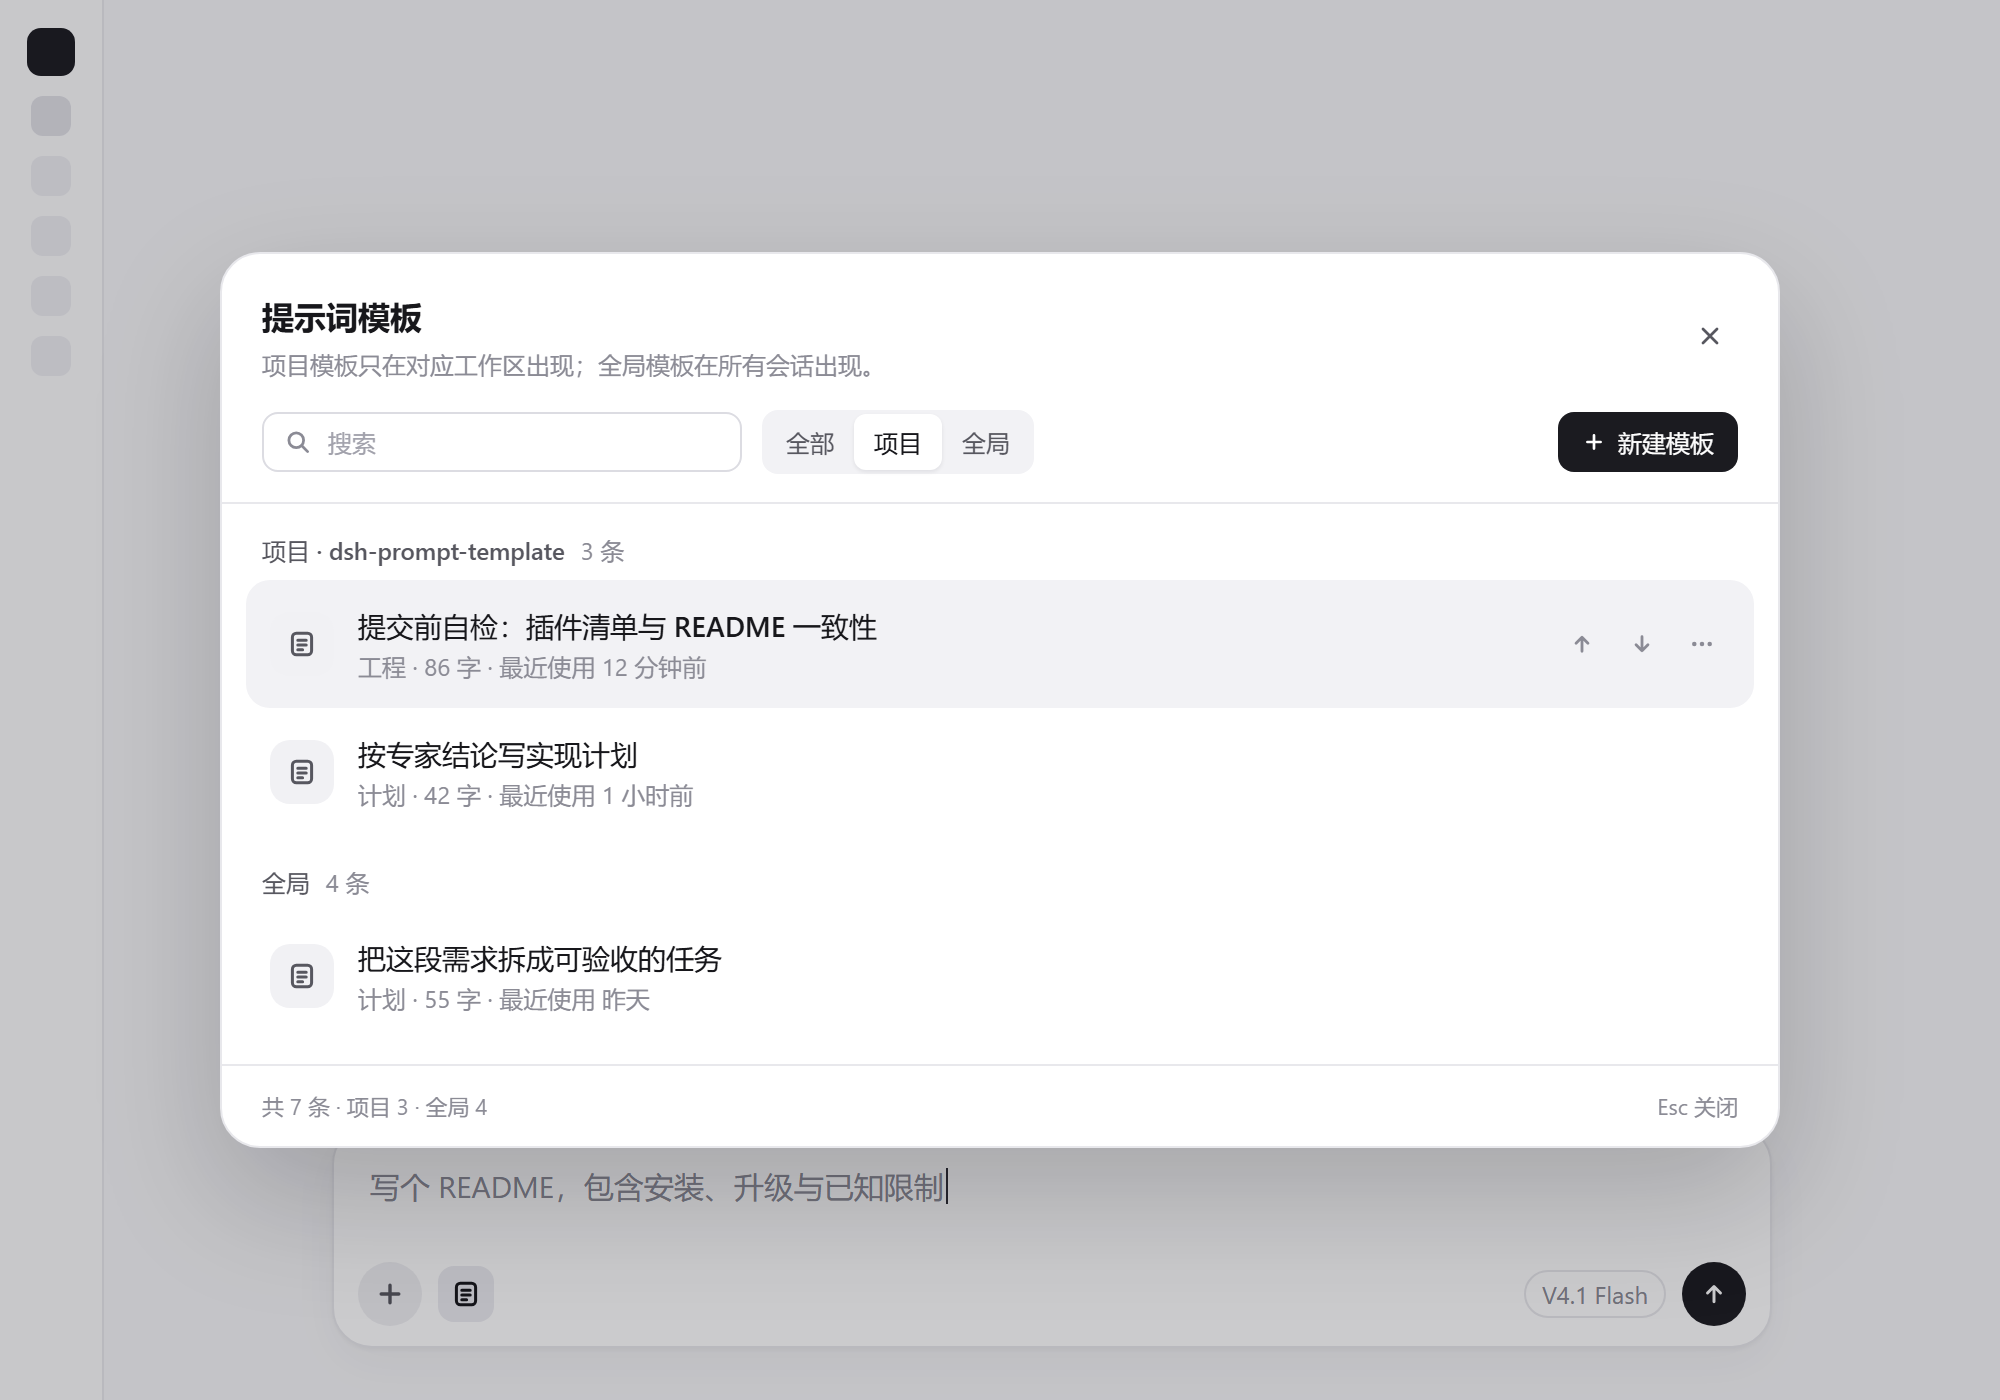 提示词模板
项目模板只在对应工作区出现；全局模板在所有会话出现。
搜索
全部 项目 全局
新建模板
项目 · dsh-prompt-template 3 条
提交前自检：插件清单与 README 一致性
工程 · 86 字 · 最近使用 12 分钟前
按专家结论写实现计划
计划 · 42 字 · 最近使用 1 小时前
全局 4 条
把这段需求拆成可验收的任务
计划 · 55 字 · 最近使用 昨天
共 7 条 · 项目 3 · 全局 4
Esc 关闭
写个 README，包含安装、升级与已知限制
V4.1 Flash